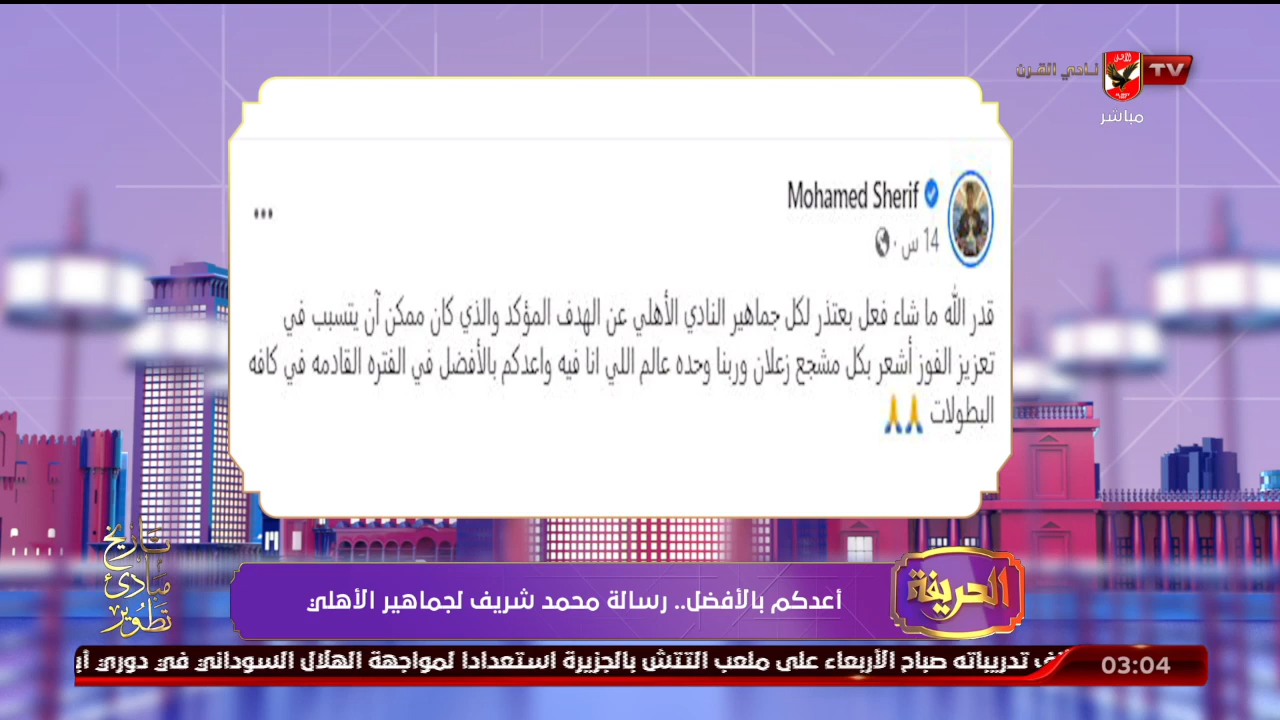 نادي القرن
TV
مباشر
Mohamed Sherif
14 س
قدر الله ما شاء فعل بعتذر لكل جماهير النادي الأهلي عن الهدف المؤكد والذي كان ممكن أن يتسبب في
تعزيز الفوز أشعر بكل مشجع زعلان وربنا وحده عالم اللي انا فيه واعدكم بالأفضل في الفتره القادمه في كافه
البطولات 🙏🙏
تاريخ
مبادئ
تطوير
الحريفة
أعدكم بالأفضل.. رسالة محمد شريف لجماهير الأهلي
تدريباته صباح الأربعاء على ملعب التتش بالجزيرة استعدادا لمواجهة الهلال السوداني في دوري
03:04